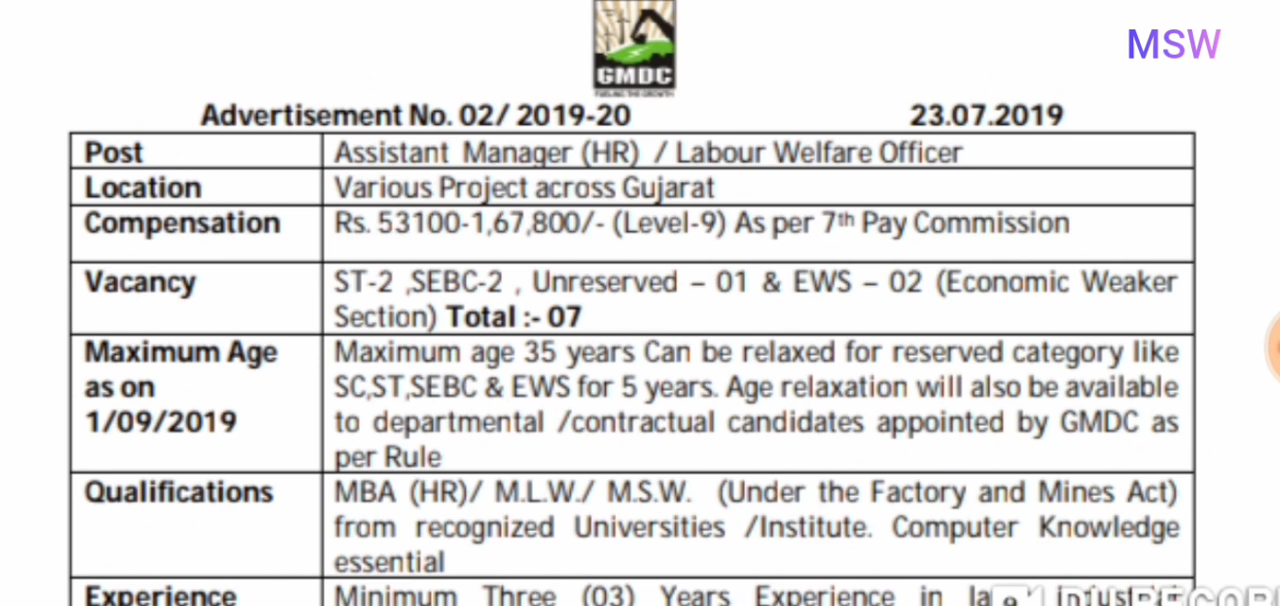 GMDC
MSW
Advertisement No. 02/ 2019-20 23.07.2019
Post Assistant Manager (HR) / Labour Welfare Officer
Location Various Project across Gujarat
Compensation Rs. 53100-1,67,800/- (Level-9) As per 7th Pay Commission
Vacancy ST-2 ,SEBC-2 , Unreserved – 01 & EWS – 02 (Economic Weaker
Section) Total :- 07
Maximum Age Maximum age 35 years Can be relaxed for reserved category like
as on SC,ST,SEBC & EWS for 5 years. Age relaxation will also be available
1/09/2019 to departmental /contractual candidates appointed by GMDC as
per Rule
Qualifications MBA (HR)/ M.L.W./ M.S.W. (Under the Factory and Mines Act)
from recognized Universities /Institute. Computer Knowledge
essential
Experience Minimum Three (03) Years Experience in